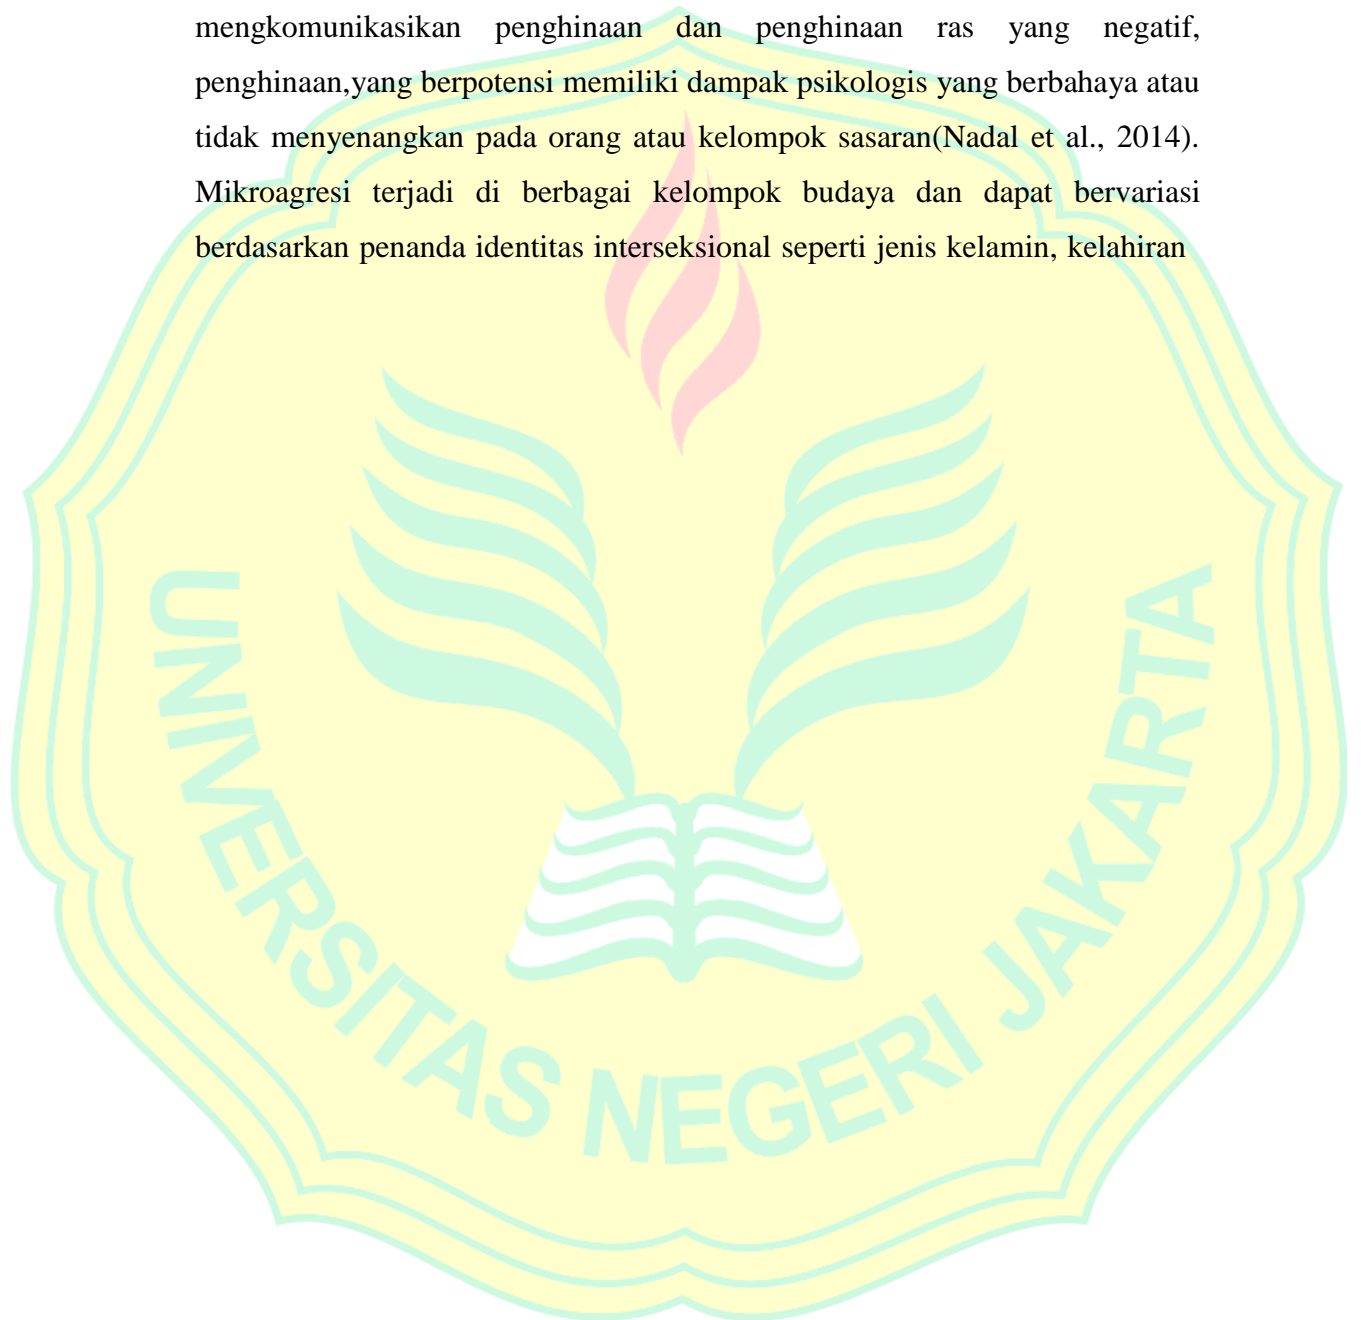 mengkomunikasikan penghinaan dan penghinaan ras yang negatif,
penghinaan,yang berpotensi memiliki dampak psikologis yang berbahaya atau
tidak menyenangkan pada orang atau kelompok sasaran(Nadal et al., 2014).
Mikroagresi terjadi di berbagai kelompok budaya dan dapat bervariasi
berdasarkan penanda identitas interseksional seperti jenis kelamin, kelahiran
UNIVERSITAS NEGERI JAKARTA